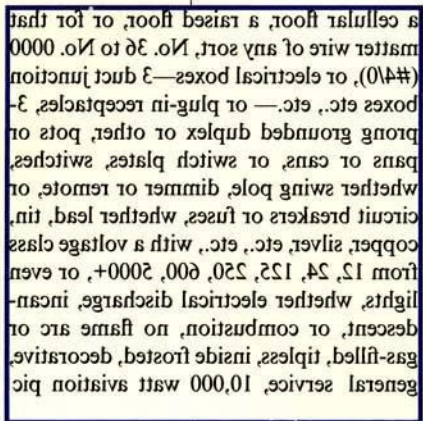 a cellular floor, a raised floor, or for that
matter wire of any sort, No. 36 to No. 0000
(#4/0), or electrical boxes—3 duct junction
boxes etc., etc.— or plug-in receptacles, 3-
prong grounded duplex or other, pots or
pans or cans, or switch plates, switches,
whether swing pole, dimmer or remote, or
circuit breakers or fuses, whether lead, tin,
copper, silver, etc., etc., with a voltage class
from 12, 24, 125, 250, 600, 5000+, or even
lights, whether electrical discharge, incan-
descent, or combustion, no flame arc or
gas-filled, tipless, inside frosted, decorative,
general service, 10,000 watt aviation pic